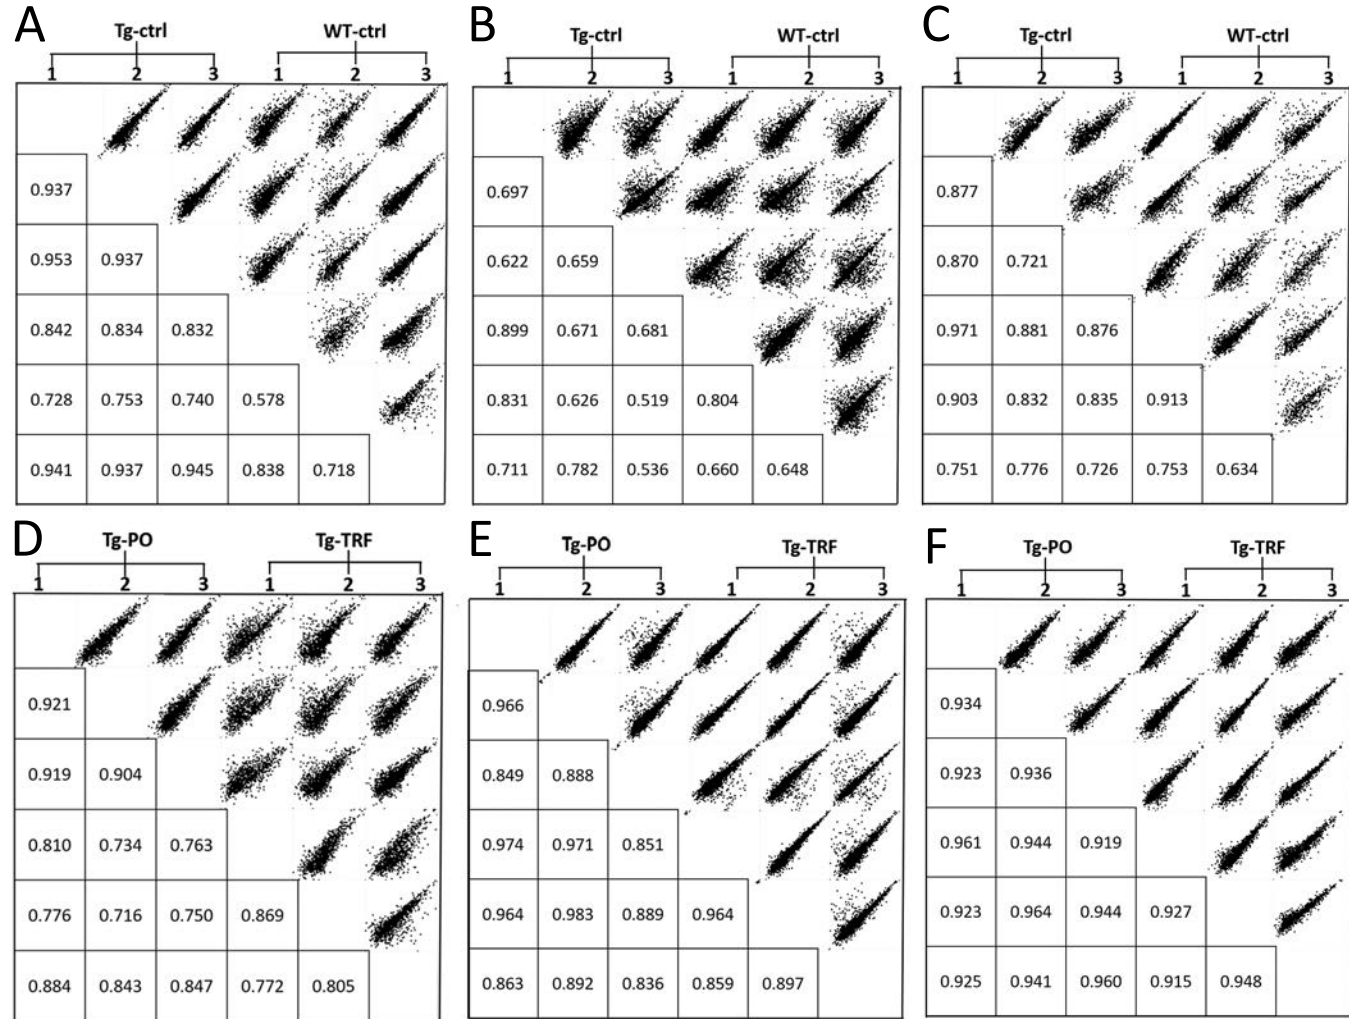 A
Tg-ctrl WT-ctrl
1 2 3 1 2 3
0.937
0.953 0.937
0.842 0.834 0.832
0.728 0.753 0.740 0.578
0.941 0.937 0.945 0.838 0.718
B
Tg-ctrl WT-ctrl
1 2 3 1 2 3
0.697
0.622 0.659
0.899 0.671 0.681
0.831 0.626 0.519 0.804
0.711 0.782 0.536 0.660 0.648
C
Tg-ctrl WT-ctrl
1 2 3 1 2 3
0.877
0.870 0.721
0.971 0.881 0.876
0.903 0.832 0.835 0.913
0.751 0.776 0.726 0.753 0.634
D
Tg-PO Tg-TRF
1 2 3 1 2 3
0.921
0.919 0.904
0.810 0.734 0.763
0.776 0.716 0.750 0.869
0.884 0.843 0.847 0.772 0.805
E
Tg-PO Tg-TRF
1 2 3 1 2 3
0.966
0.849 0.888
0.974 0.971 0.851
0.964 0.983 0.889 0.964
0.863 0.892 0.836 0.859 0.897
F
Tg-PO Tg-TRF
1 2 3 1 2 3
0.934
0.923 0.936
0.961 0.944 0.919
0.923 0.964 0.944 0.927
0.925 0.941 0.960 0.915 0.948